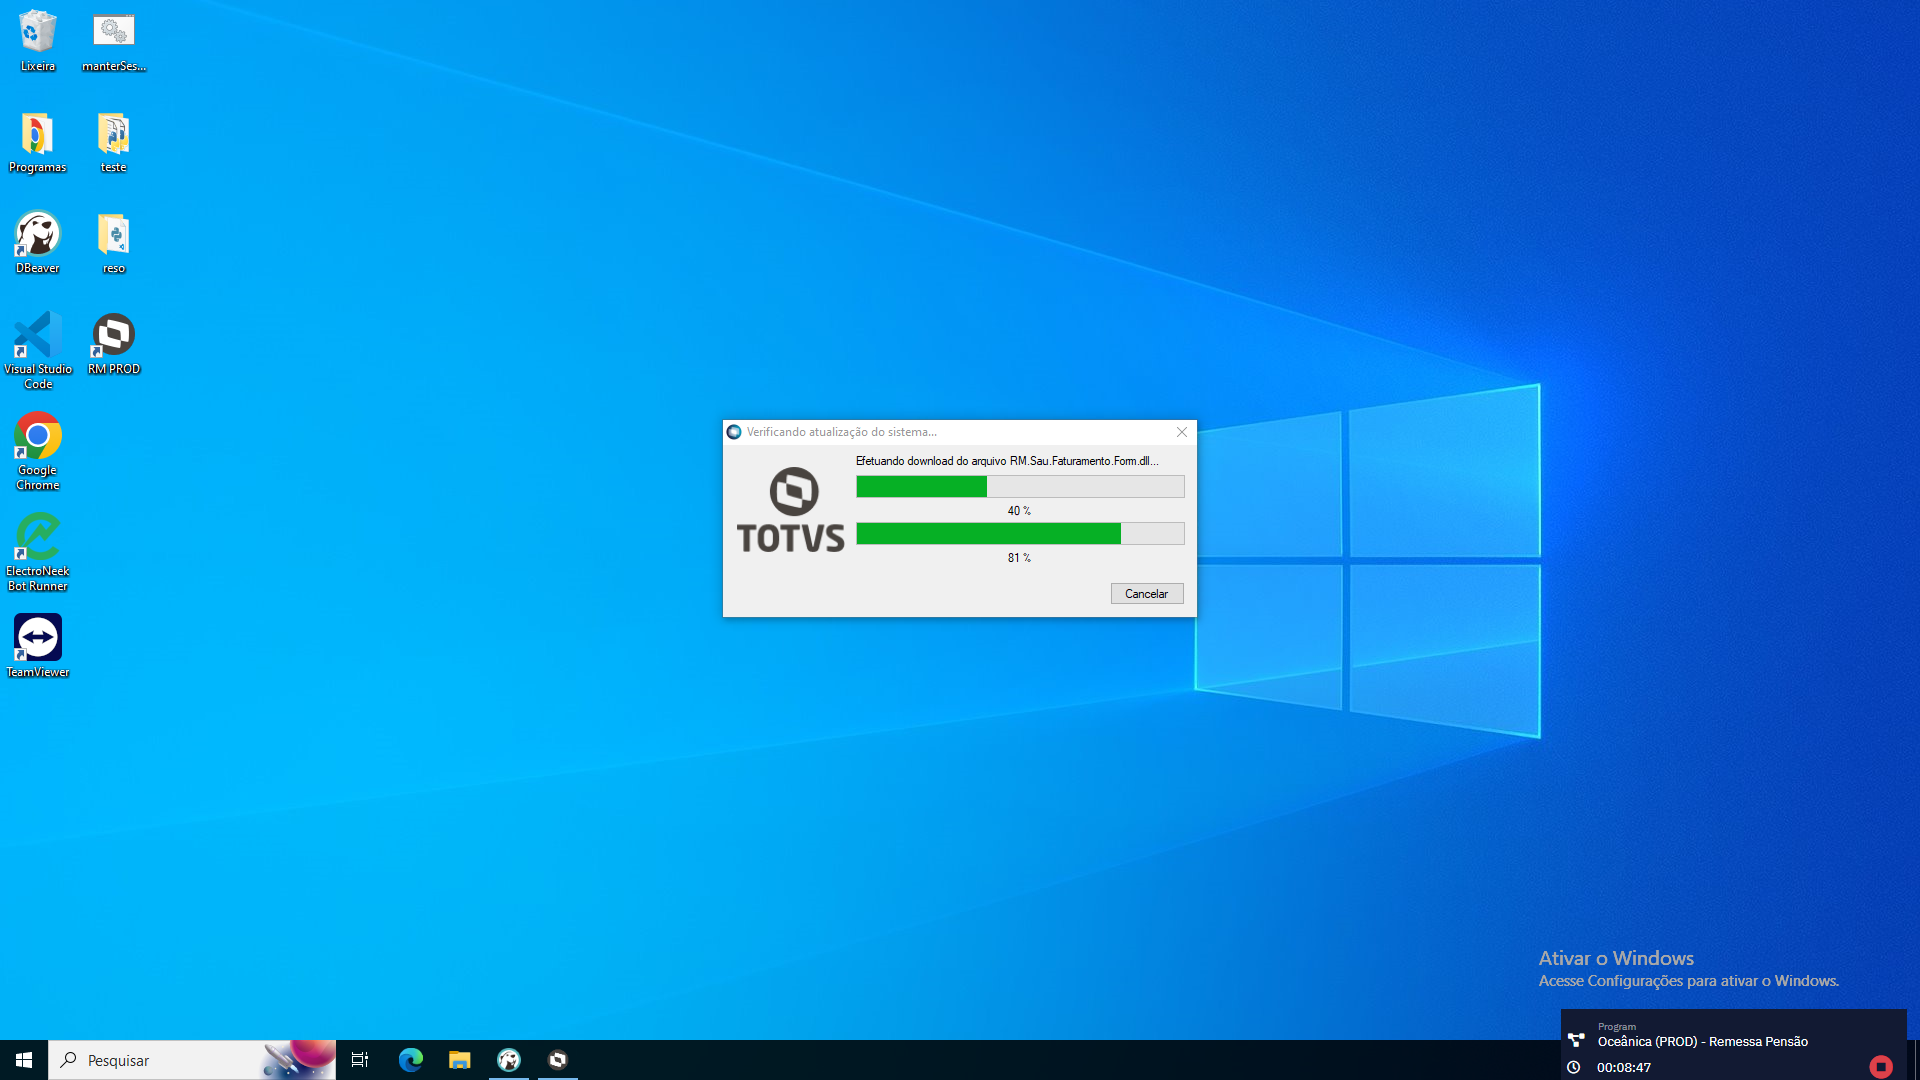 Lixeira
manterSes...
Programas
teste
DBeaver
reso
Visual Studio
Code
RM PROD
Google
Chrome
ElectroNeek
Bot Runner
TeamViewer
Verificando atualização do sistema...
Efetuando download do arquivo RM.Sau.Faturamento.Form.dll...
40 %
81 %
TOTVS
Cancelar
Ativar o Windows
Acesse Configurações para ativar o Windows.
Program
Oceânica (PROD) - Remessa Pensão
00:08:47
Pesquisar